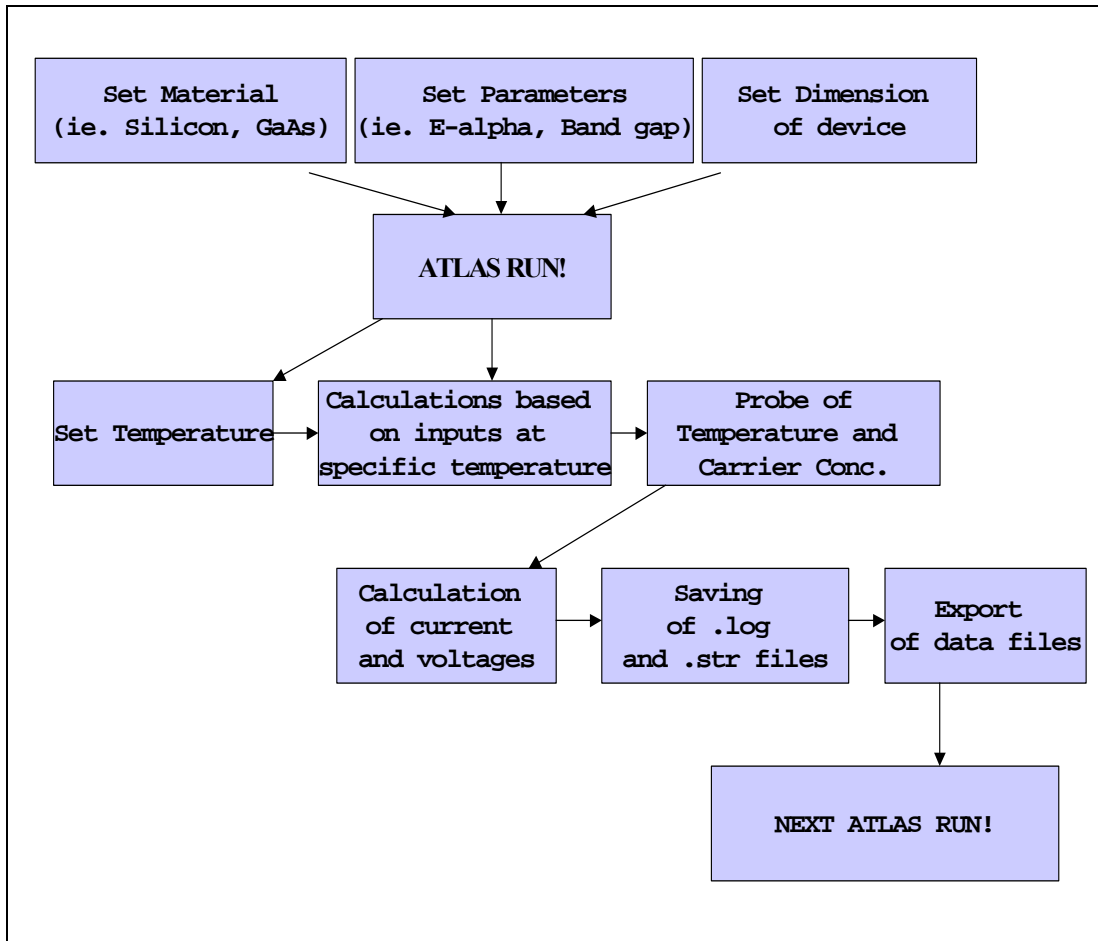 Set Material
(ie. Silicon, GaAs)
Set Parameters
(ie. E-alpha, Band gap)
Set Dimension
of device
ATLAS RUN!
Set Temperature
Calculations based
on inputs at
specific temperature
Probe of
Temperature and
Carrier Conc.
Calculation
of current
and voltages
Saving
of .log
and .str files
Export
of data files
NEXT ATLAS RUN!